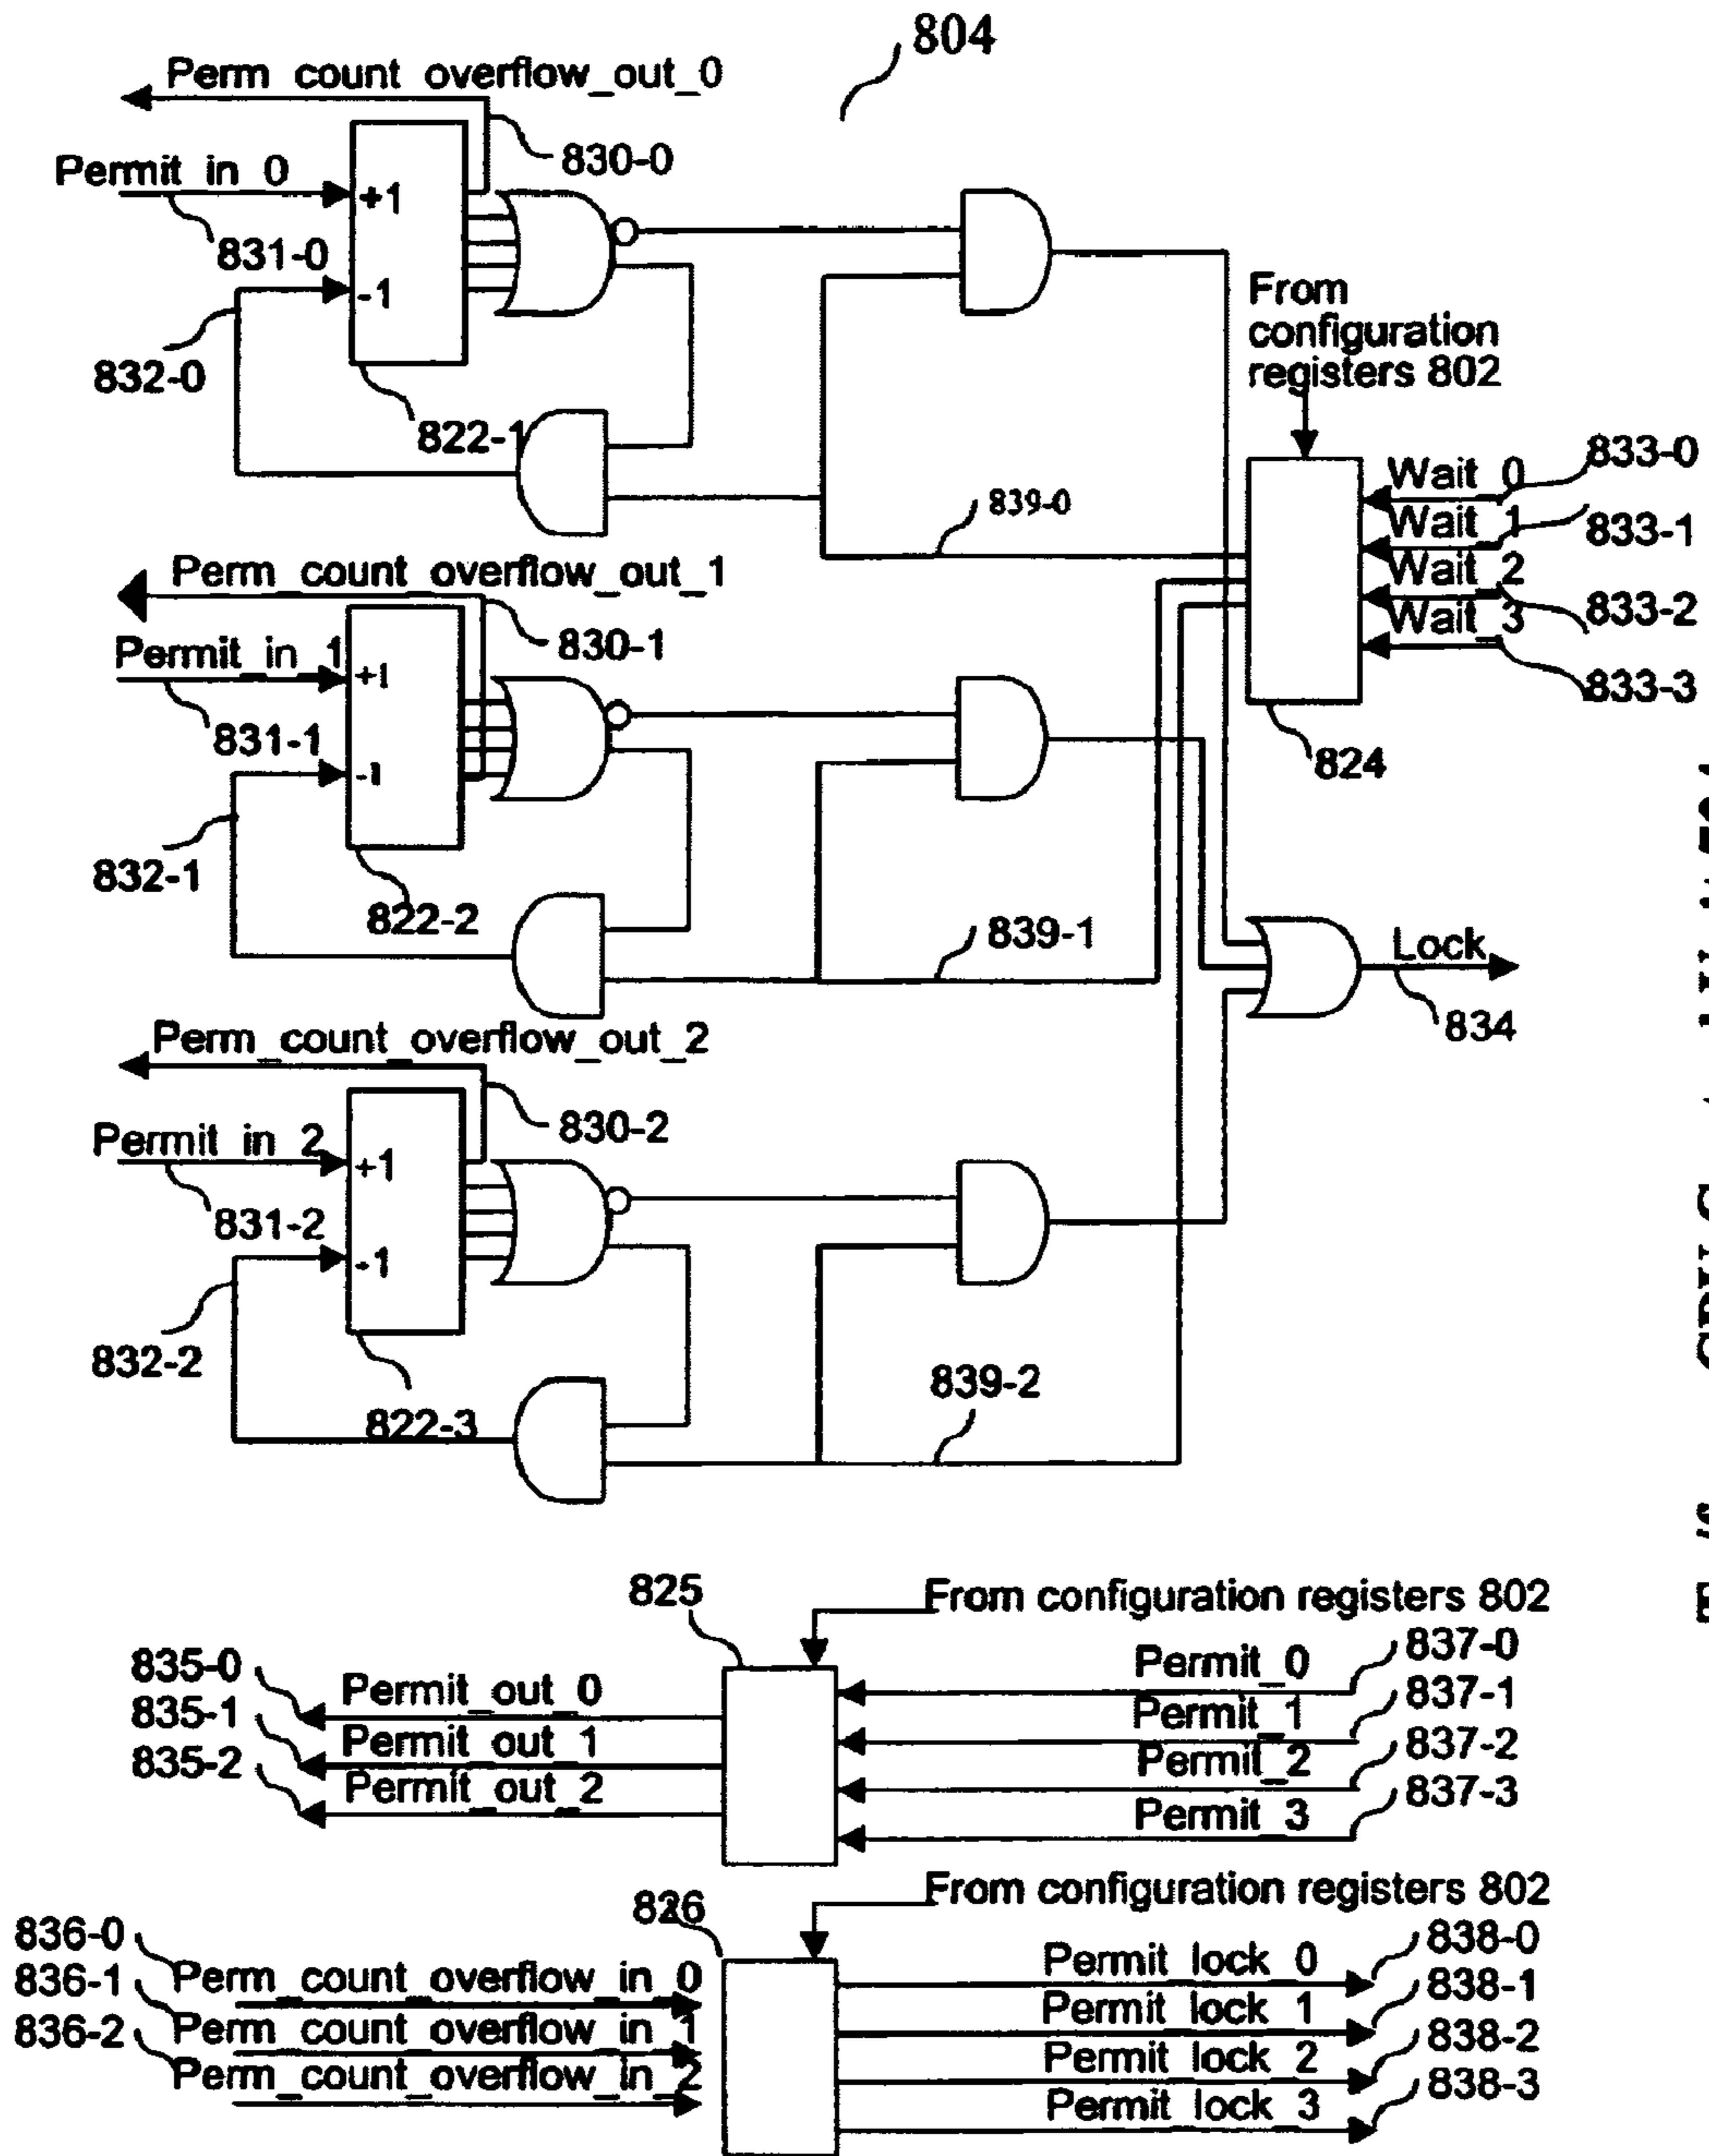 804
Perm_count_overflow_out_0
830-0
Permit_in_0
+1
831-0
-1
832-0
822-1
From
configuration
registers 802
Wait_0
833-0
Wait_1
833-1
Wait_2
833-2
Wait_3
833-3
824
839-0
Perm_count_overflow_out_1
830-1
Permit_in_1
+1
831-1
-1
832-1
822-2
839-1
Lock
834
Perm_count_overflow_out_2
830-2
Permit_in_2
+1
831-2
-1
832-2
822-3
839-2
825
From configuration registers 802
835-0
Permit_out_0
Permit_0
837-0
835-1
Permit_out_1
Permit_1
837-1
835-2
Permit_out_2
Permit_2
837-2
Permit_3
837-3
826
From configuration registers 802
836-0
Perm_count_overflow_in_0
Permit_lock_0
838-0
836-1
Perm_count_overflow_in_1
Permit_lock_1
838-1
836-2
Perm_count_overflow_in_2
Permit_lock_2
838-2
Permit_lock_3
838-3